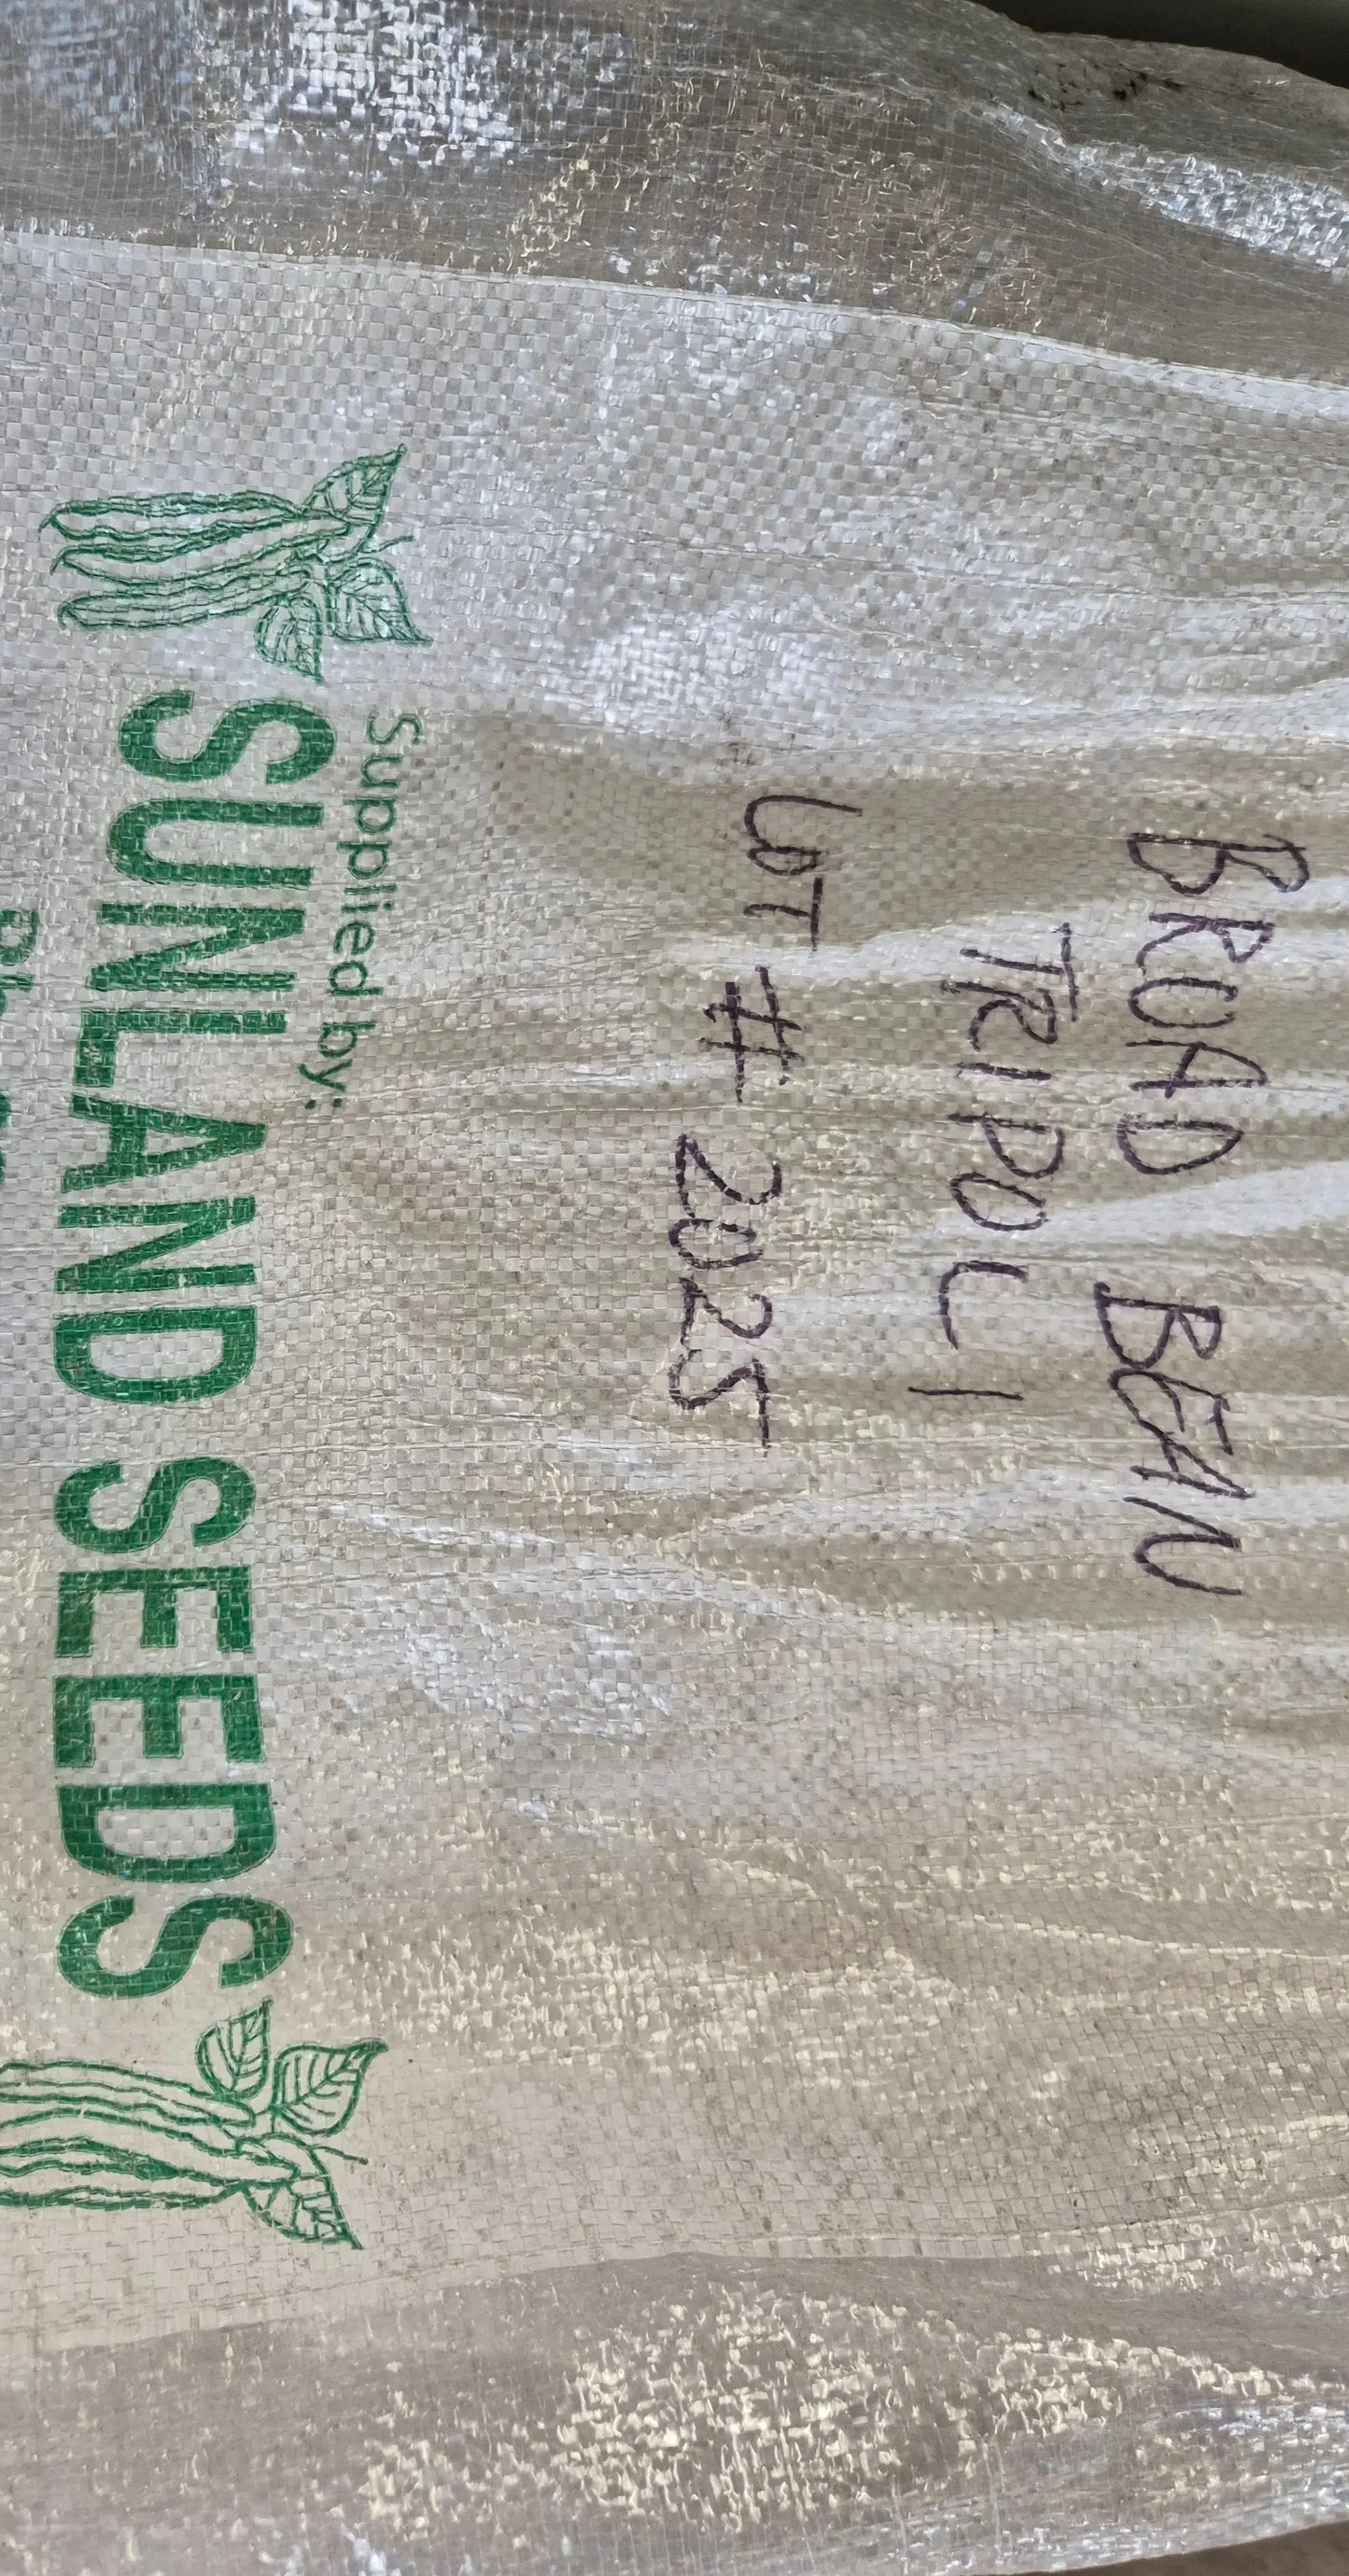 BROAD BEAN
TRIPOLI
LOT # 2025
Supplied by:
SUNLAND SEEDS